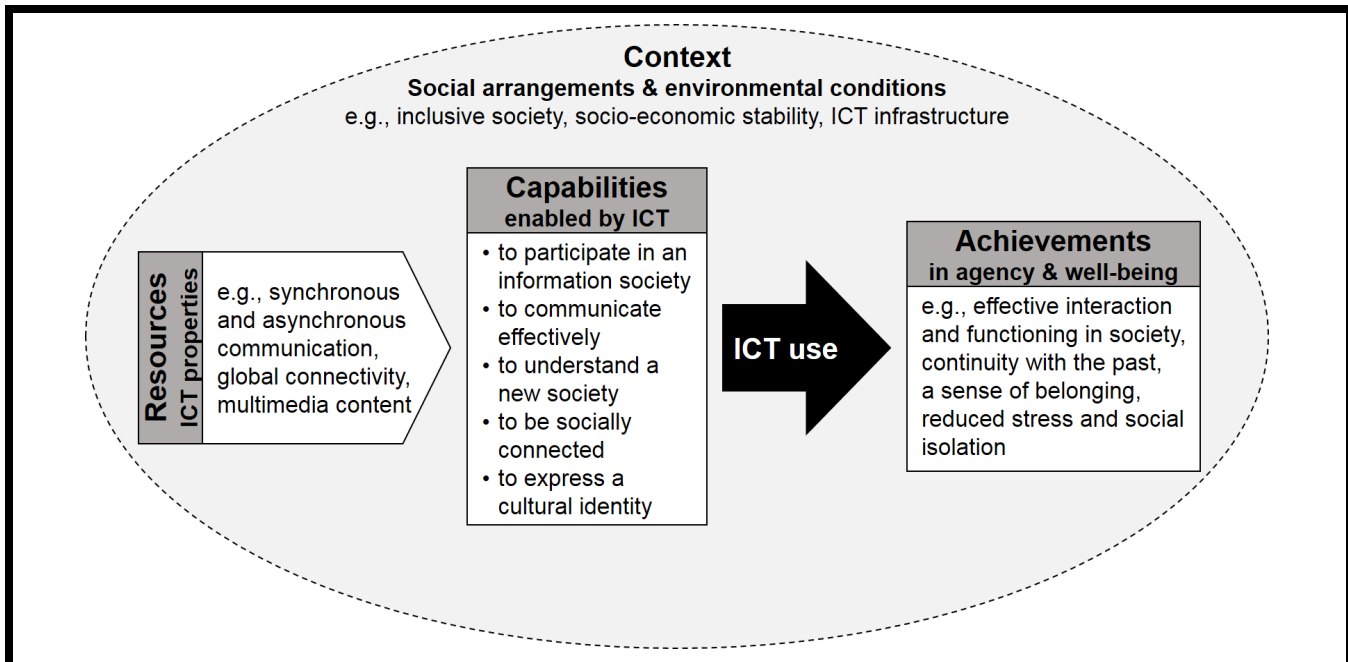 Context
Social arrangements & environmental conditions
e.g., inclusive society, socio-economic stability, ICT infrastructure
Resources
ICT properties
e.g., synchronous
and asynchronous
communication,
global connectivity,
multimedia content
Capabilities
enabled by ICT
• to participate in an
information society
• to communicate
effectively
• to understand a
new society
• to be socially
connected
• to express a
cultural identity
ICT use
Achievements
in agency & well-being
e.g., effective interaction
and functioning in society,
continuity with the past,
a sense of belonging,
reduced stress and social
isolation